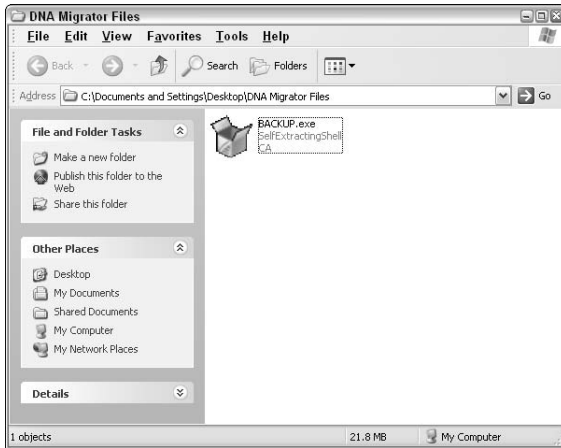 DNA Migrator Files
File Edit View Favorites Tools Help
Back Search Folders
Address C:\Documents and Settings\Desktop\DNA Migrator Files Go
File and Folder Tasks
Make a new folder
Publish this folder to the
Web
Share this folder
Other Places
Desktop
My Documents
Shared Documents
My Computer
My Network Places
Details
BACKUP.exe
SelfExtractingShell
CA
1 objects 21.8 MB My Computer